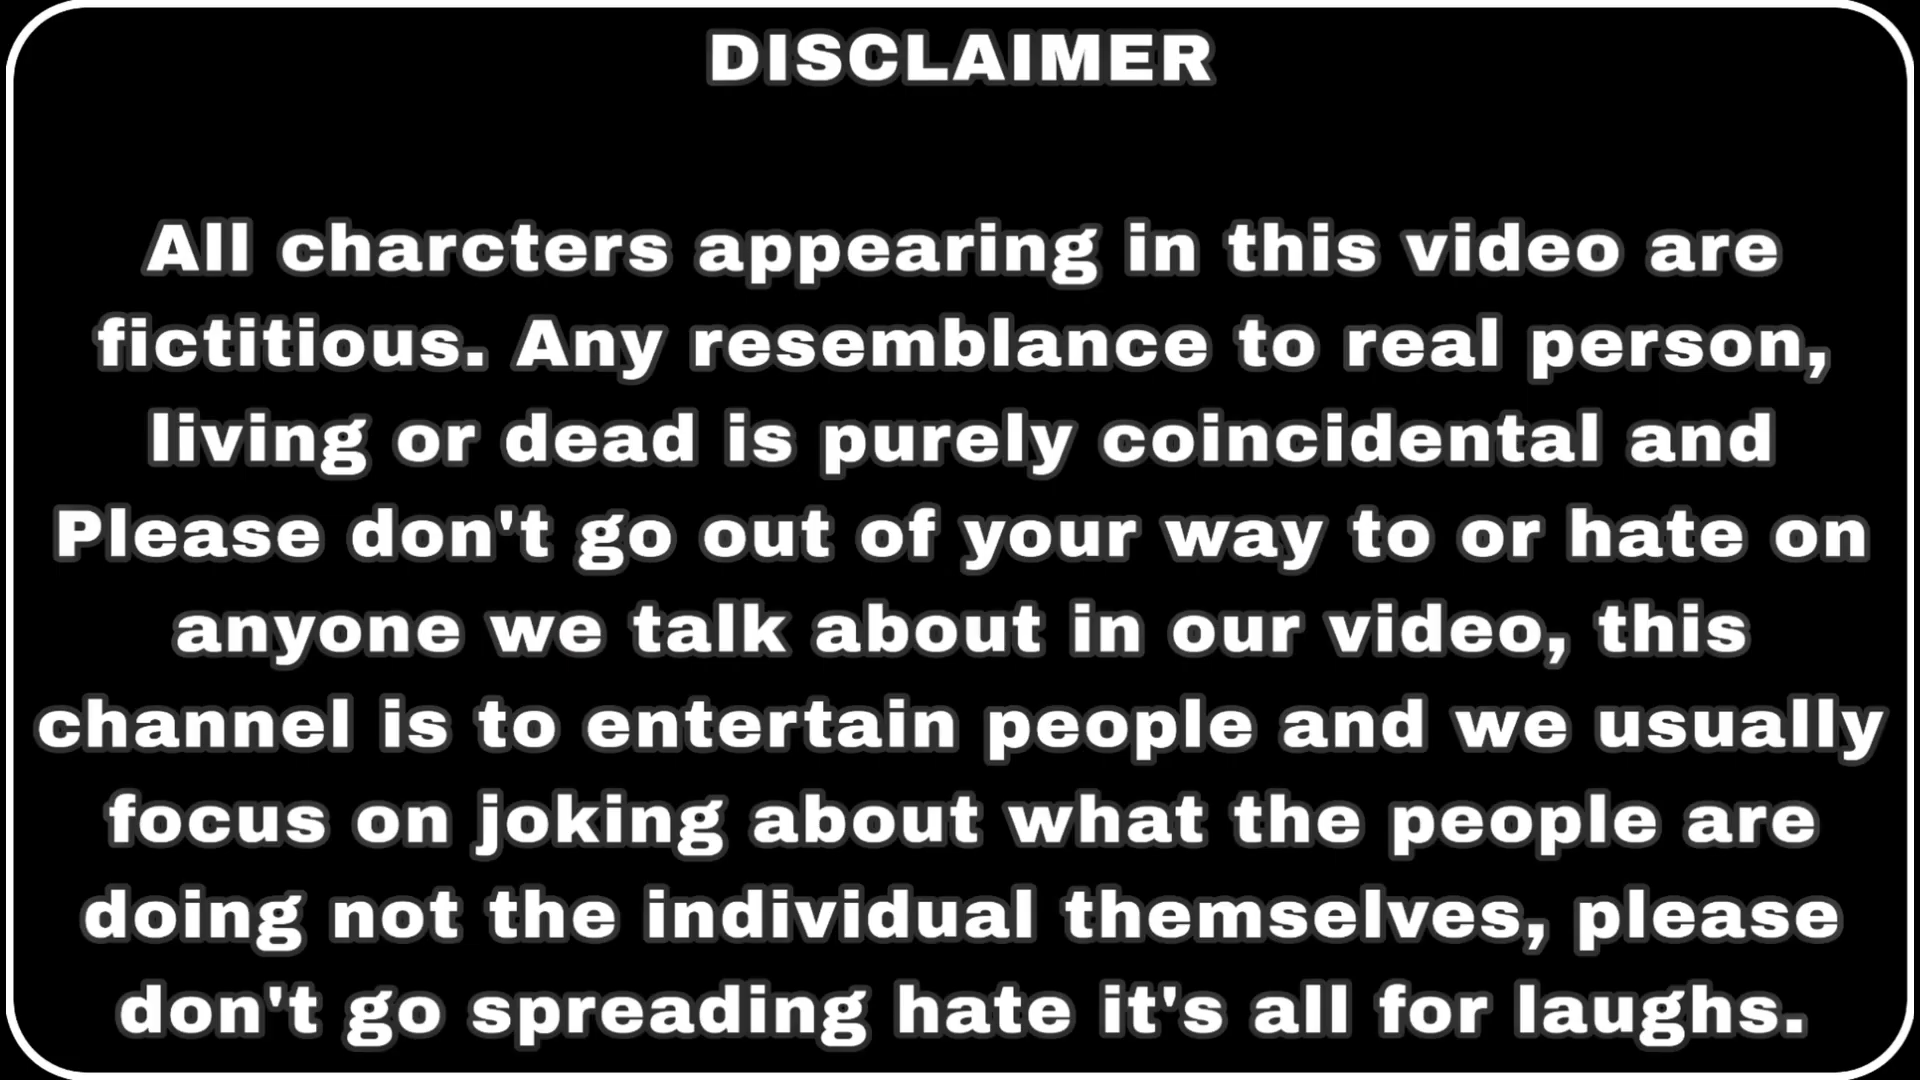 DISCLAIMER
All charcters appearing in this video are
fictitious. Any resemblance to real person,
living or dead is purely coincidental and
Please don't go out of your way to or hate on
anyone we talk about in our video, this
channel is to entertain people and we usually
focus on joking about what the people are
doing not the individual themselves, please
don't go spreading hate it's all for laughs.